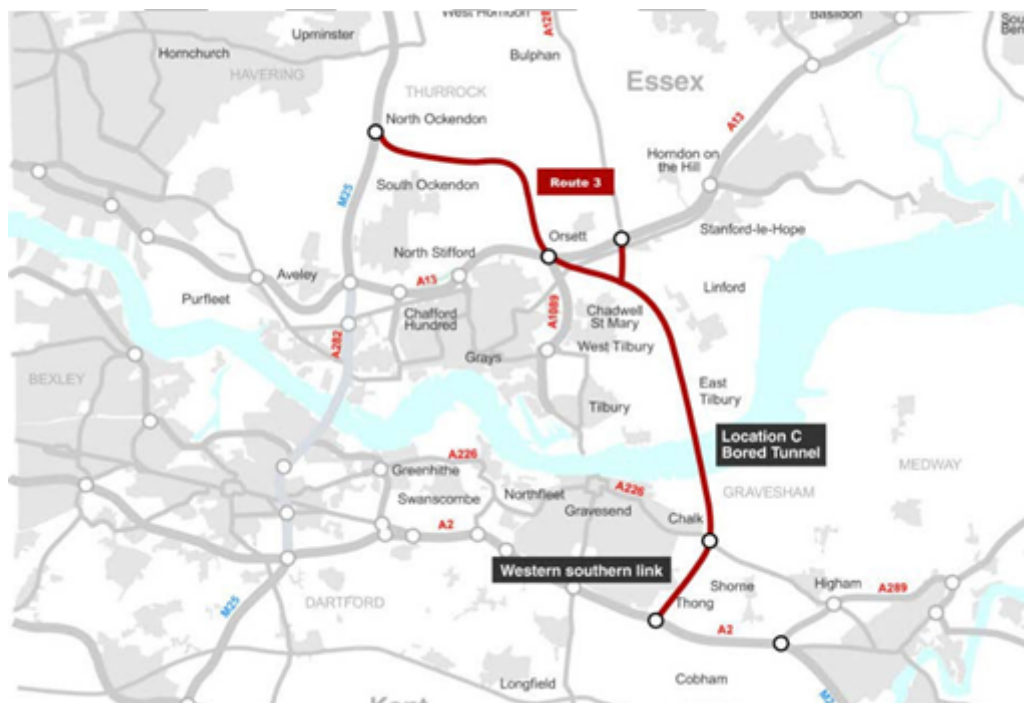 West Horndon
A128
Basildon
Upminster
Hornchurch
Bulphan
HAVERING
Essex
THURROCK
North Ockendon
A13
Horndon on
the Hill
Route 3
South Ockendon
M25
Stanford-le-Hope
Orsett
North Stifford
Aveley
A13
Linford
Purfleet
Chafford
Hundred
A1089
Chadwell
St Mary
A282
West Tilbury
Grays
BEXLEY
East
Tilbury
Tilbury
Location C
Bored Tunnel
A226
MEDWAY
Greenhithe
A226
GRAVESHAM
Swanscombe
Northfleet
Gravesend
Chalk
A2
Western southern link
Shorne
Higham
A289
M25
DARTFORD
Thong
A2
Cobham
Longfield
Kent